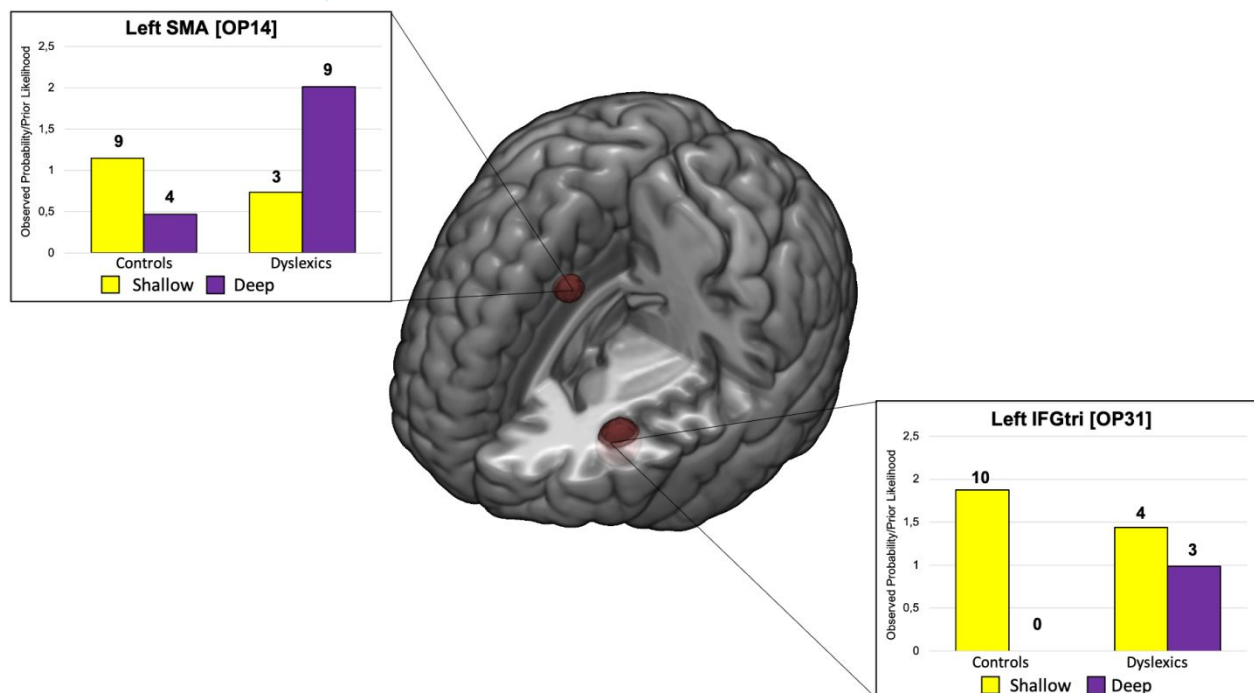 Left SMA [OP14]
Observed Probability/Prior Likelihood
2,5
2
1,5
1
0,5
0
9
4
3
9
Controls Dyslexics
Shallow Deep
Left IFGtri [OP31]
Observed Probability/Prior Likelihood
2,5
2
1,5
1
0,5
0
10
0
4
3
Controls Dyslexics
Shallow Deep